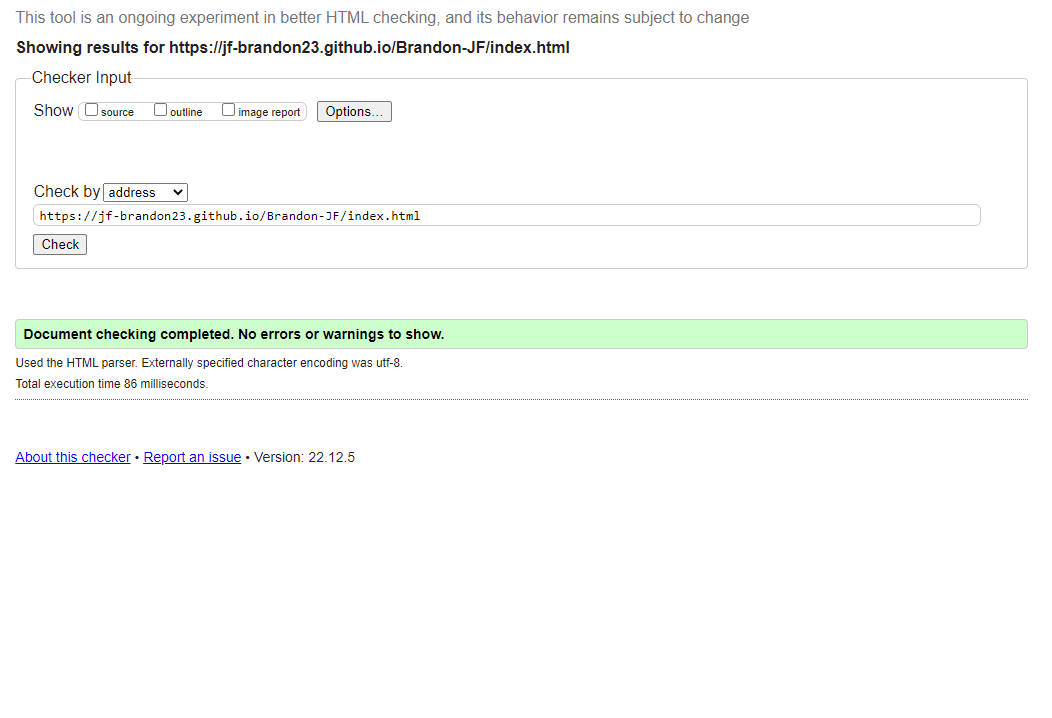 This tool is an ongoing experiment in better HTML checking, and its behavior remains subject to change
Showing results for https://jf-brandon23.github.io/Brandon-JF/index.html
Checker Input
Show source outline image report Options...
Check by address
https://jf-brandon23.github.io/Brandon-JF/index.html
Check
Document checking completed. No errors or warnings to show.
Used the HTML parser. Externally specified character encoding was utf-8.
Total execution time 86 milliseconds.
About this checker • Report an issue • Version: 22.12.5